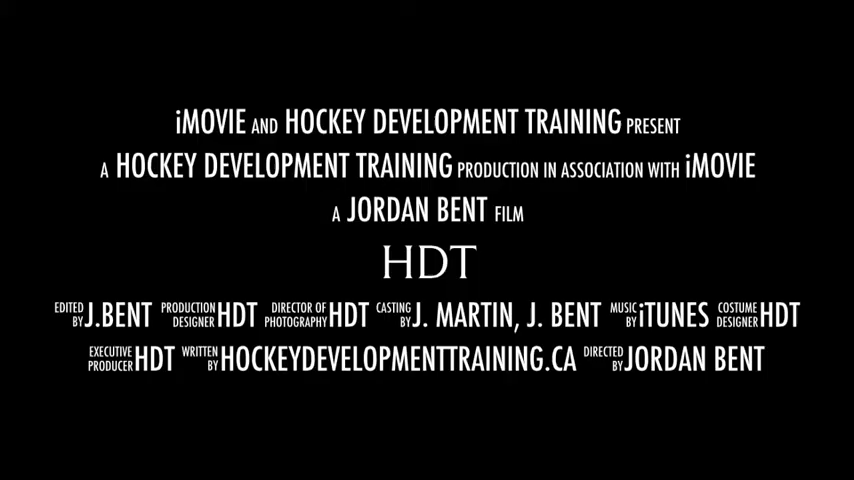 iMOVIE AND HOCKEY DEVELOPMENT TRAINING PRESENT
A HOCKEY DEVELOPMENT TRAINING PRODUCTION IN ASSOCIATION WITH iMOVIE
A JORDAN BENT FILM
HDT
EDITED BY J.BENT PRODUCTION DESIGNER HDT DIRECTOR OF PHOTOGRAPHY HDT CASTING BY J. MARTIN, J. BENT MUSIC BY iTUNES COSTUME DESIGNER HDT
EXECUTIVE PRODUCER HDT WRITTEN BY HOCKEYDEVELOPMENTTRAINING.CA DIRECTED BY JORDAN BENT